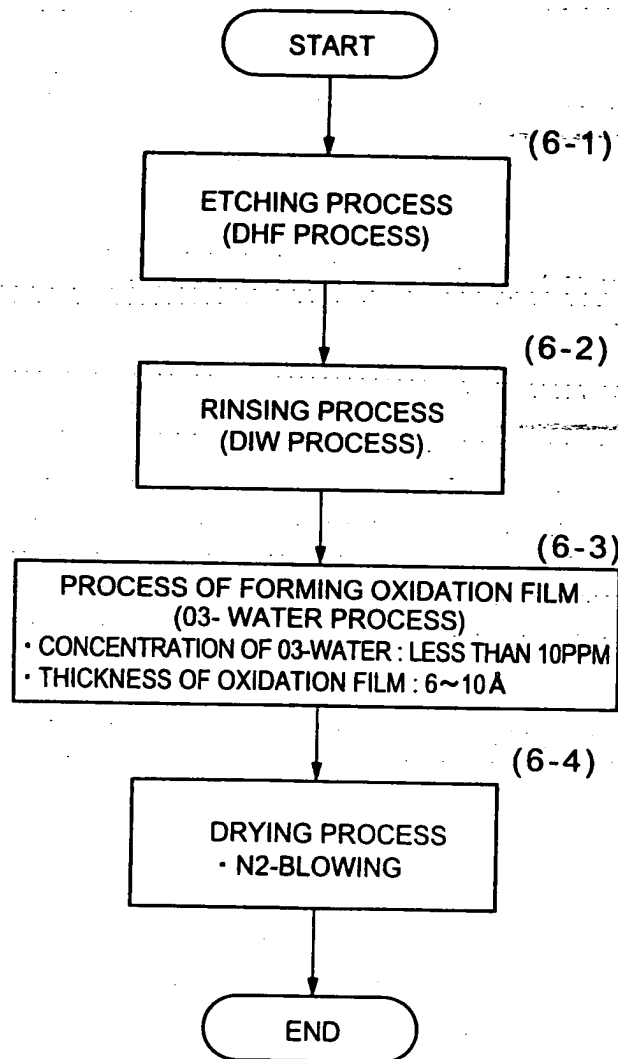 START
(6-1)
ETCHING PROCESS
(DHF PROCESS)
(6-2)
RINSING PROCESS
(DIW PROCESS)
(6-3)
PROCESS OF FORMING OXIDATION FILM
(03- WATER PROCESS)
· CONCENTRATION OF 03-WATER : LESS THAN 10PPM
· THICKNESS OF OXIDATION FILM : 6~10Å
(6-4)
DRYING PROCESS
· N2-BLOWING
END